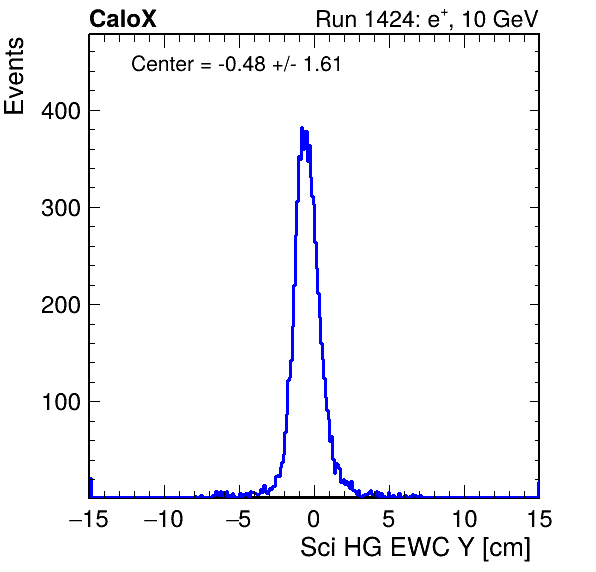 CaloX Run 1424: e⁺, 10 GeV
Center = -0.48 +/- 1.61
Events
400
300
200
100
−15 −10 −5 0 5 10 15
Sci HG EWC Y [cm]